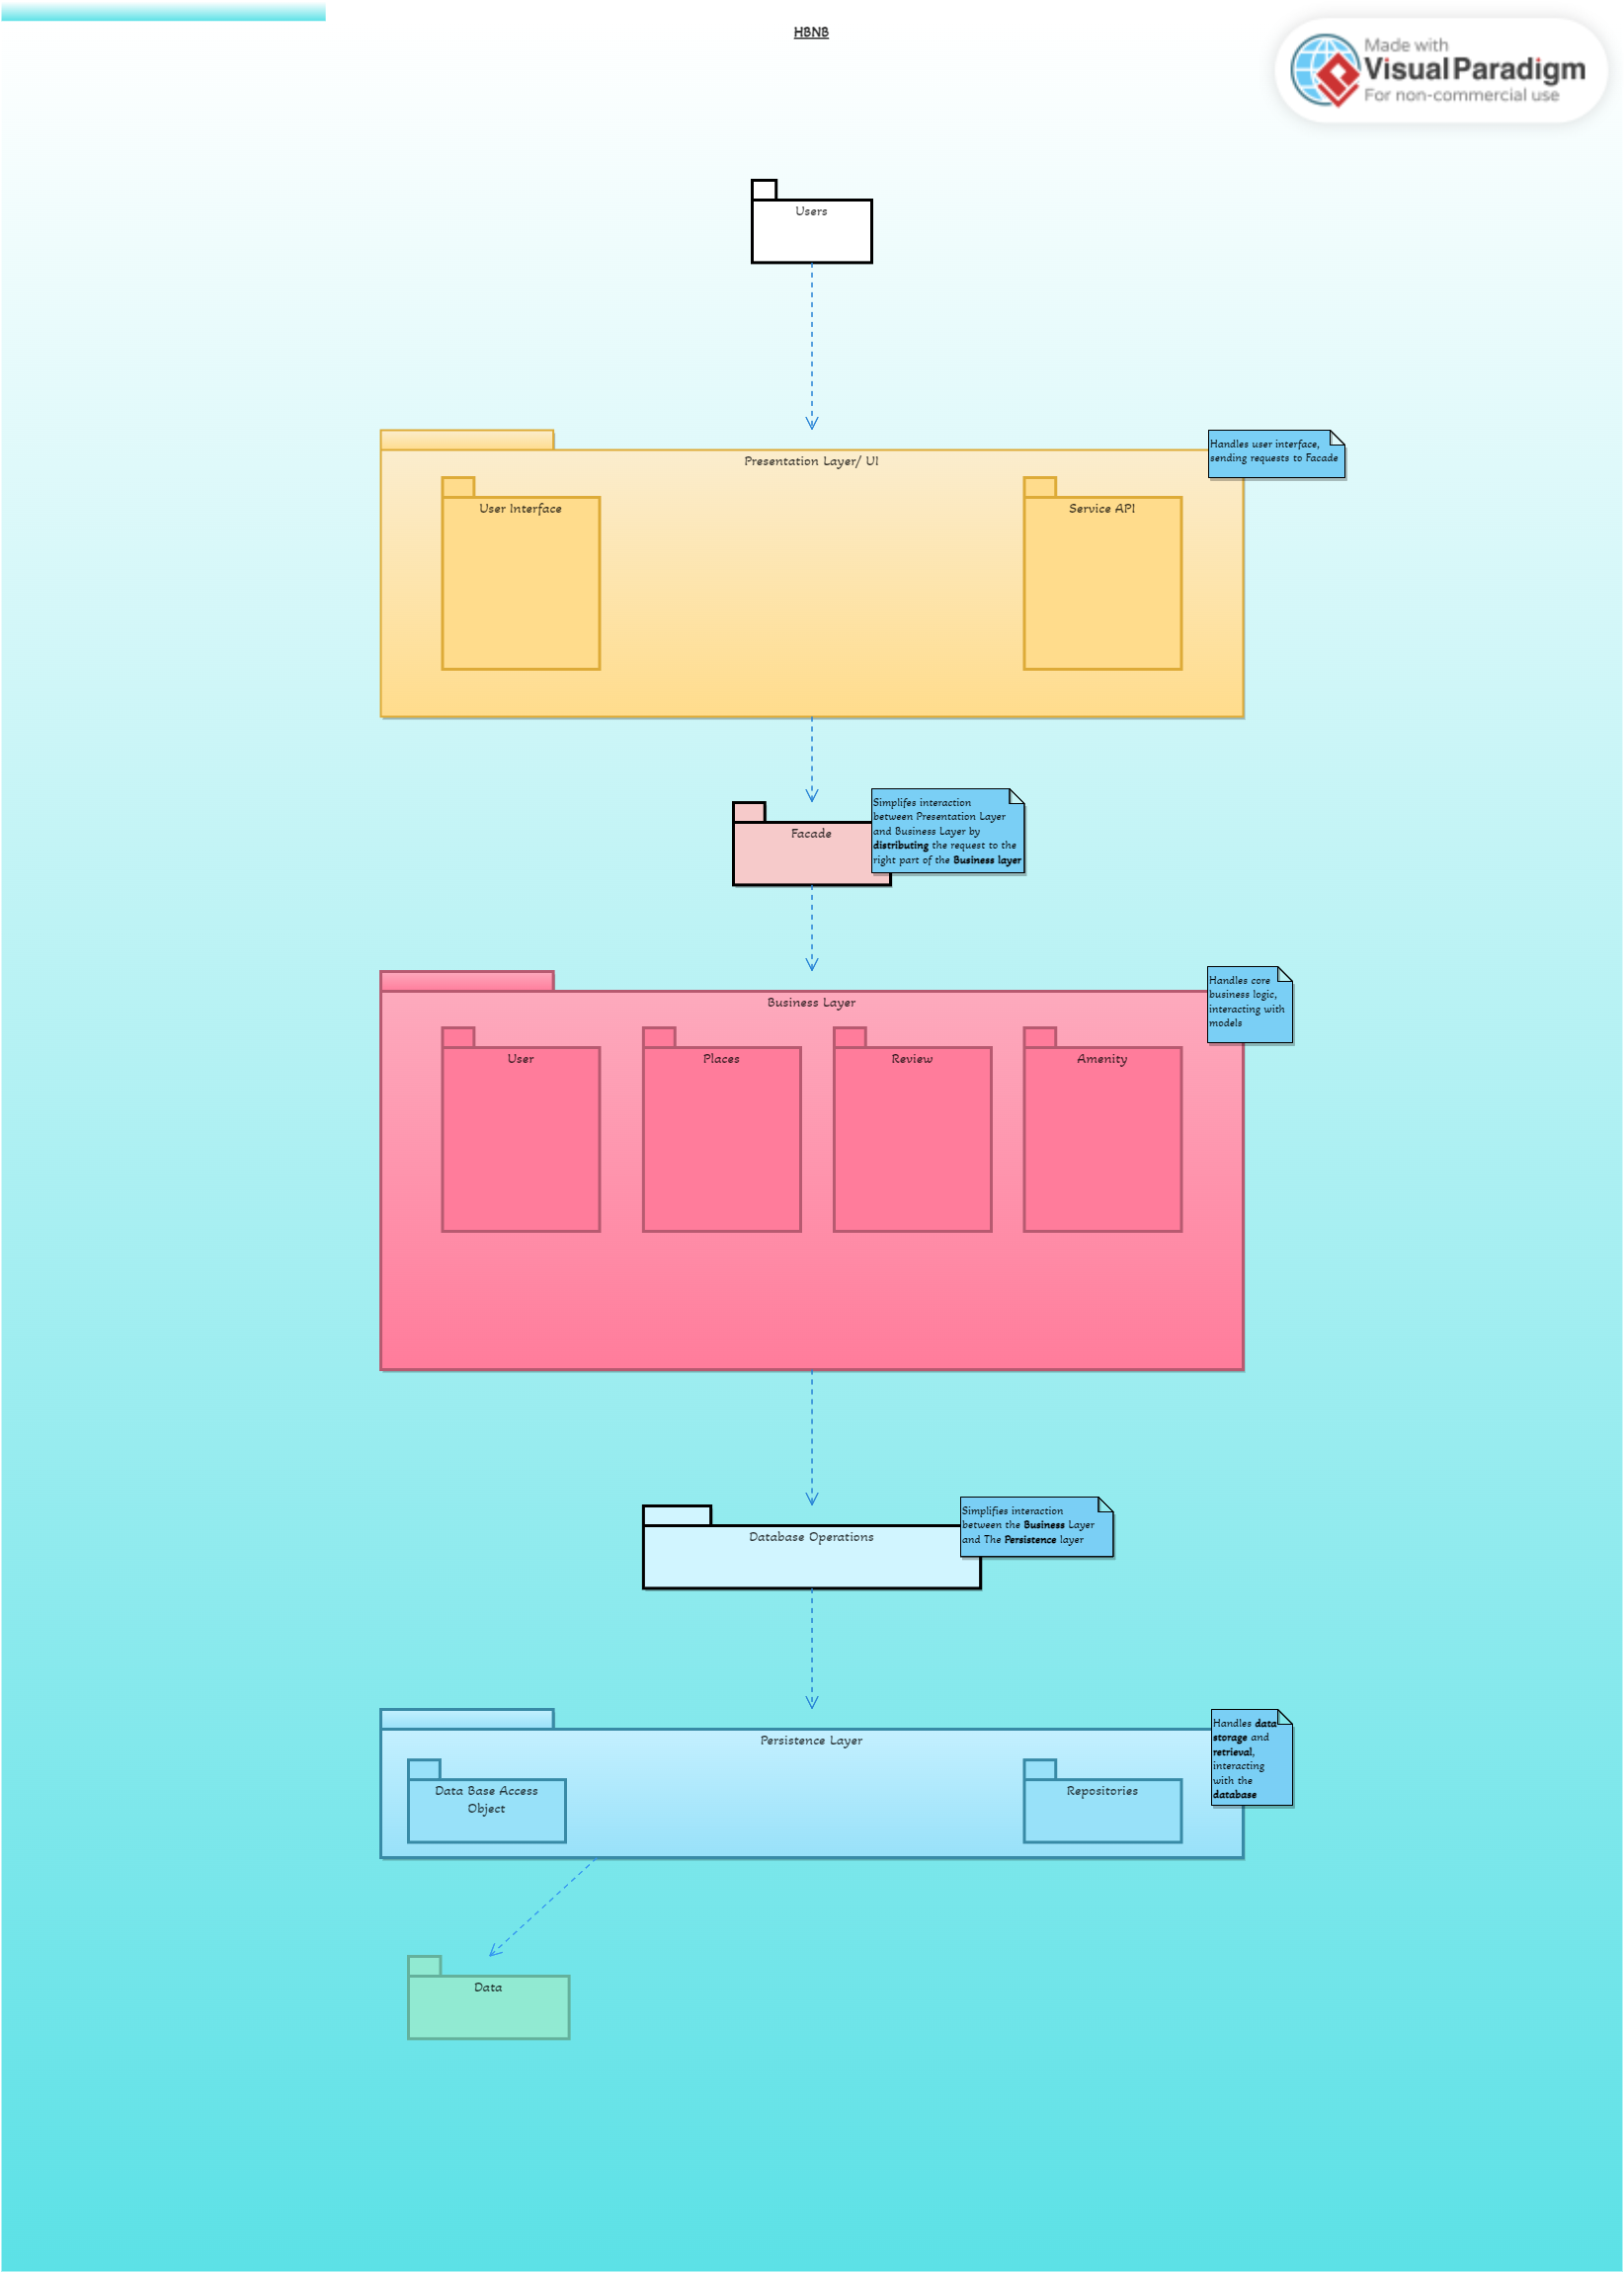 HBNB
Made with
Visual Paradigm
For non-commercial use
Users
Presentation Layer/ UI
Handles user interface,
sending requests to Facade
User Interface
Service API
Facade
Simplifes interaction
between Presentation Layer
and Business Layer by
distributing the request to the
right part of the Business layer
Business Layer
Handles core
business logic,
interacting with
models
User
Places
Review
Amenity
Database Operations
Simplifies interaction
between the Business Layer
and The Persistence layer
Persistence Layer
Handles data
storage and
retrieval,
interacting
with the
database
Data Base Access
Object
Repositories
Data